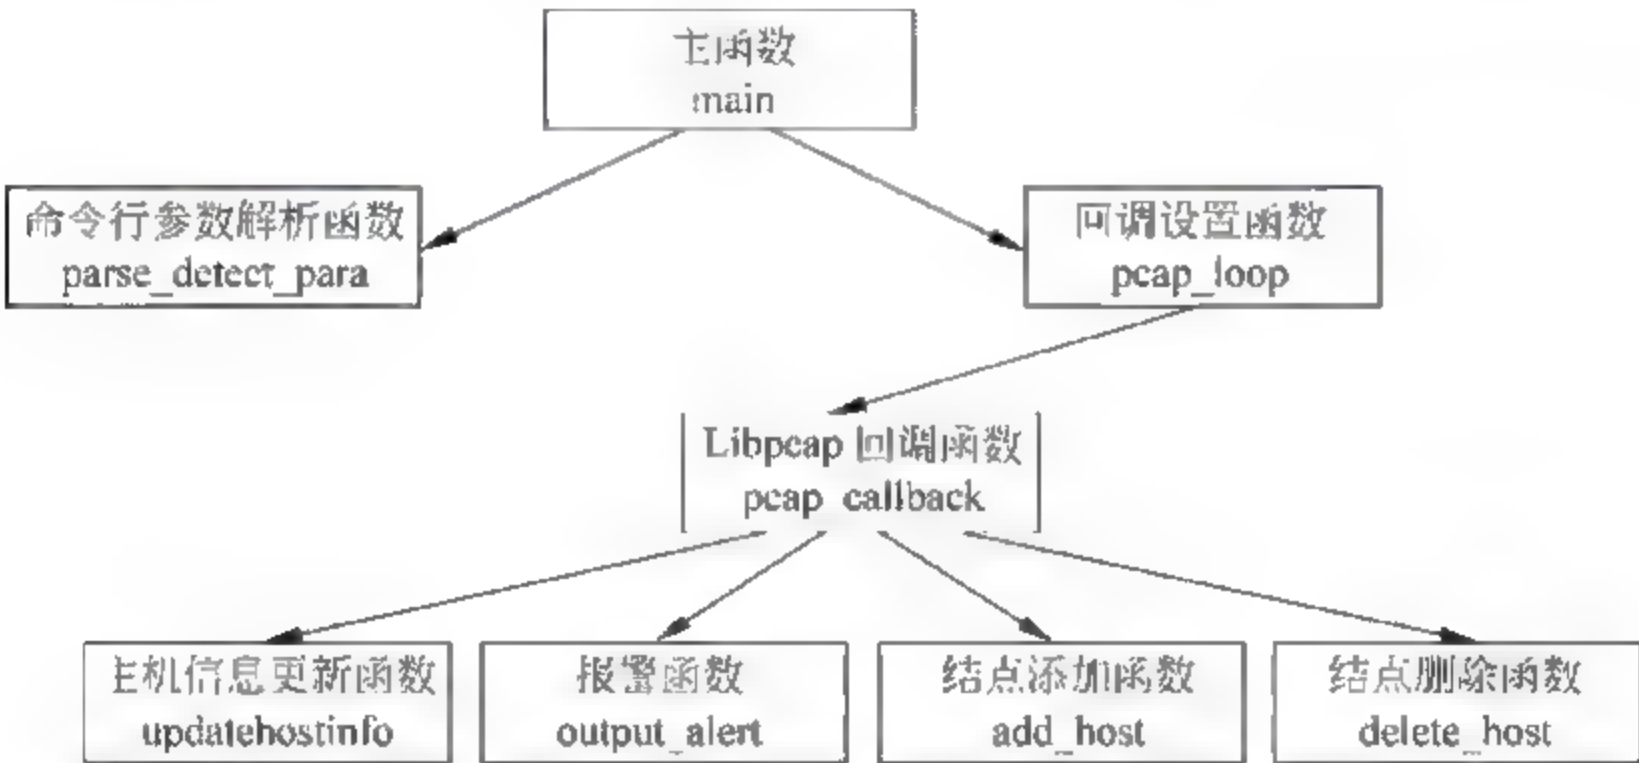 主函数
main
命令行参数解析函数
parse_detect_para
回调设置函数
pcap_loop
Libpcap 回调函数
pcap_callback
主机信息更新函数
updatehostinfo
报警函数
output_alert
结点添加函数
add_host
结点删除函数
delete_host